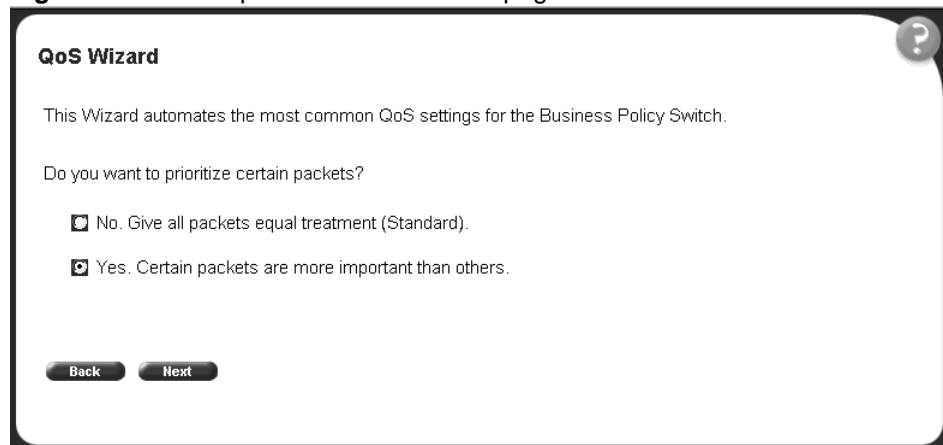 QoS Wizard
?
This Wizard automates the most common QoS settings for the Business Policy Switch.
Do you want to prioritize certain packets?
No. Give all packets equal treatment (Standard).
Yes. Certain packets are more important than others.
Back Next